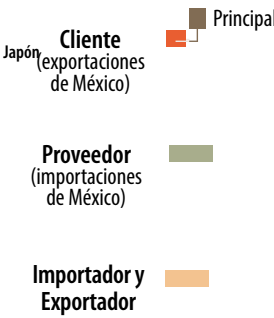 Principal
Cliente
Japón
(exportaciones
de México)
Proveedor
(importaciones
de México)
Importador y
Exportador